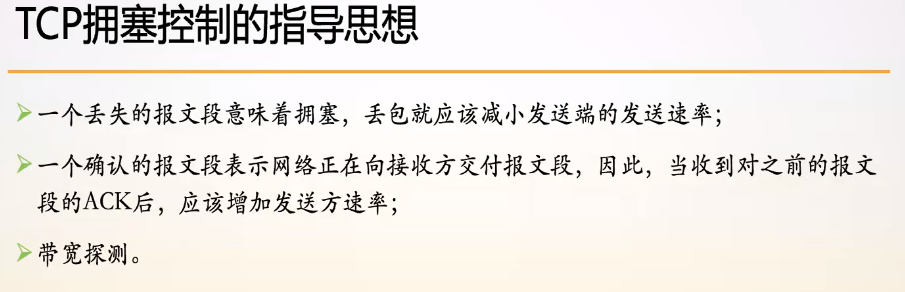 TCP拥塞控制的指导思想
一个丢失的报文段意味着拥塞，丢包就应该减小发送端的发送速率；
一个确认的报文段表示网络正在向接收方交付报文段，因此，当收到对之前的报文
段的ACK后，应该增加发送方速率；
带宽探测。